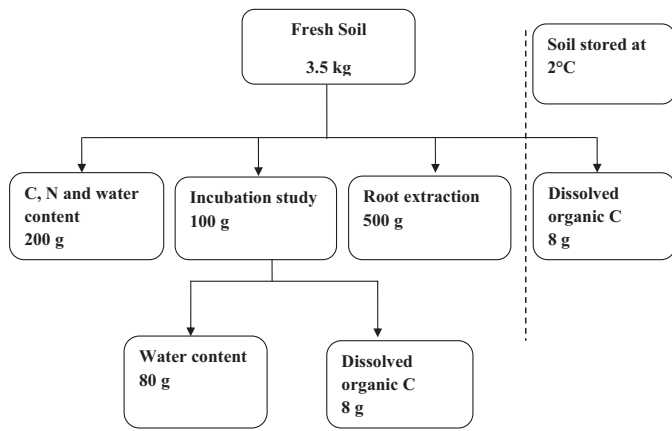 Fresh Soil
3.5 kg
Soil stored at
2°C
C, N and water
content
200 g
Incubation study
100 g
Root extraction
500 g
Dissolved
organic C
8 g
Water content
80 g
Dissolved
organic C
8 g